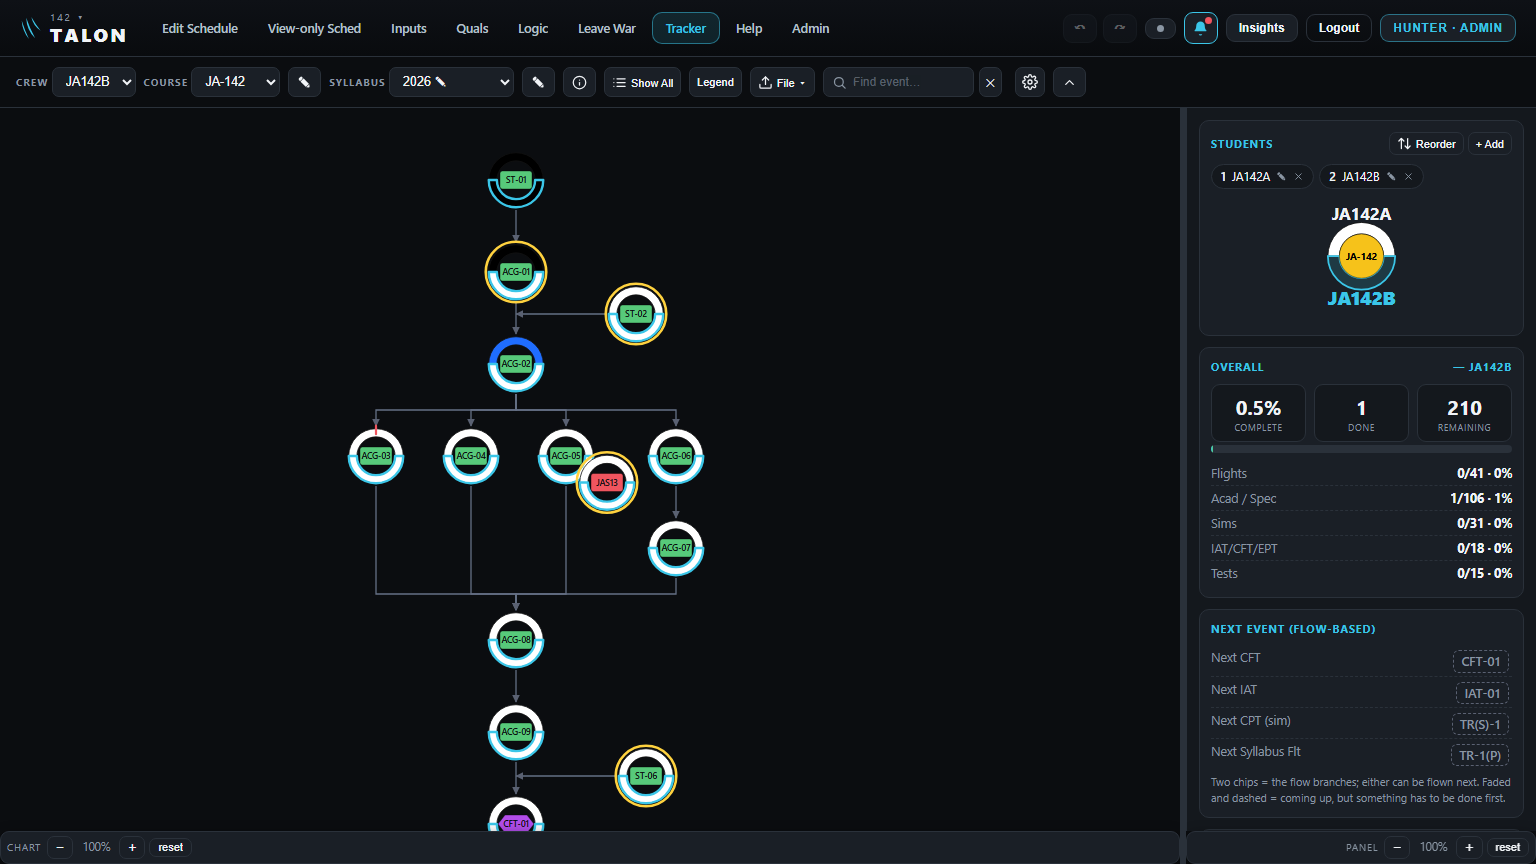 142
TALON
Edit Schedule
View-only Sched
Inputs
Quals
Logic
Leave War
Tracker
Help
Admin
Insights
Logout
HUNTER · ADMIN
CREW
JA142B
COURSE
JA-142
SYLLABUS
2026
Show All
Legend
File
Find event…
ST-01
ACG-01
ST-02
ACG-02
ACG-03
ACG-04
ACG-05
ACG-06
JAS13
ACG-07
ACG-08
ACG-09
ST-06
CFT-01
CHART
−
100%
+
reset
STUDENTS
Reorder
+ Add
1 JA142A
2 JA142B
JA142A
JA-142
JA142B
OVERALL
— JA142B
0.5%
COMPLETE
1
DONE
210
REMAINING
Flights 0/41 · 0%
Acad / Spec 1/106 · 1%
Sims 0/31 · 0%
IAT/CFT/EPT 0/18 · 0%
Tests 0/15 · 0%
NEXT EVENT (FLOW-BASED)
Next CFT CFT-01
Next IAT IAT-01
Next CPT (sim) TR(S)-1
Next Syllabus Flt TR-1(P)
Two chips = the flow branches; either can be flown next. Faded
and dashed = coming up, but something has to be done first.
PANEL
−
100%
+
reset